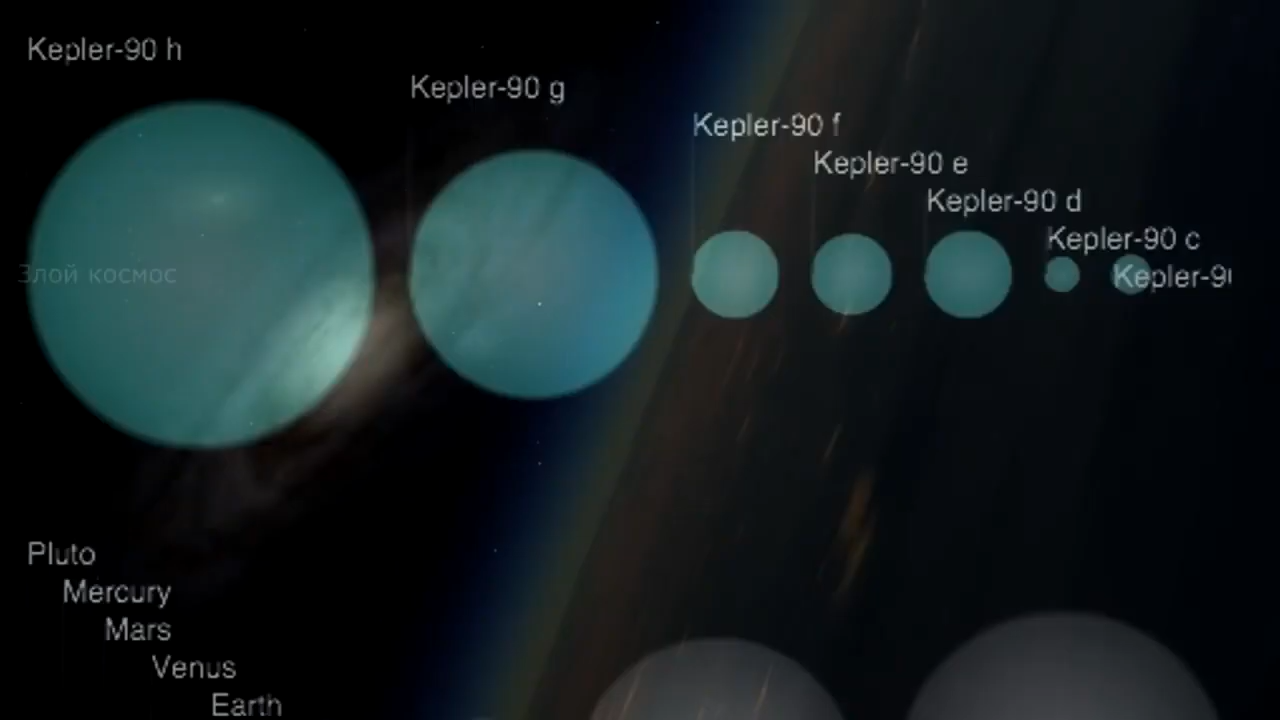 Kepler-90 h
Kepler-90 g
Kepler-90 f
Kepler-90 e
Kepler-90 d
Kepler-90 c
Злой космос
Pluto
Mercury
Mars
Venus
Earth